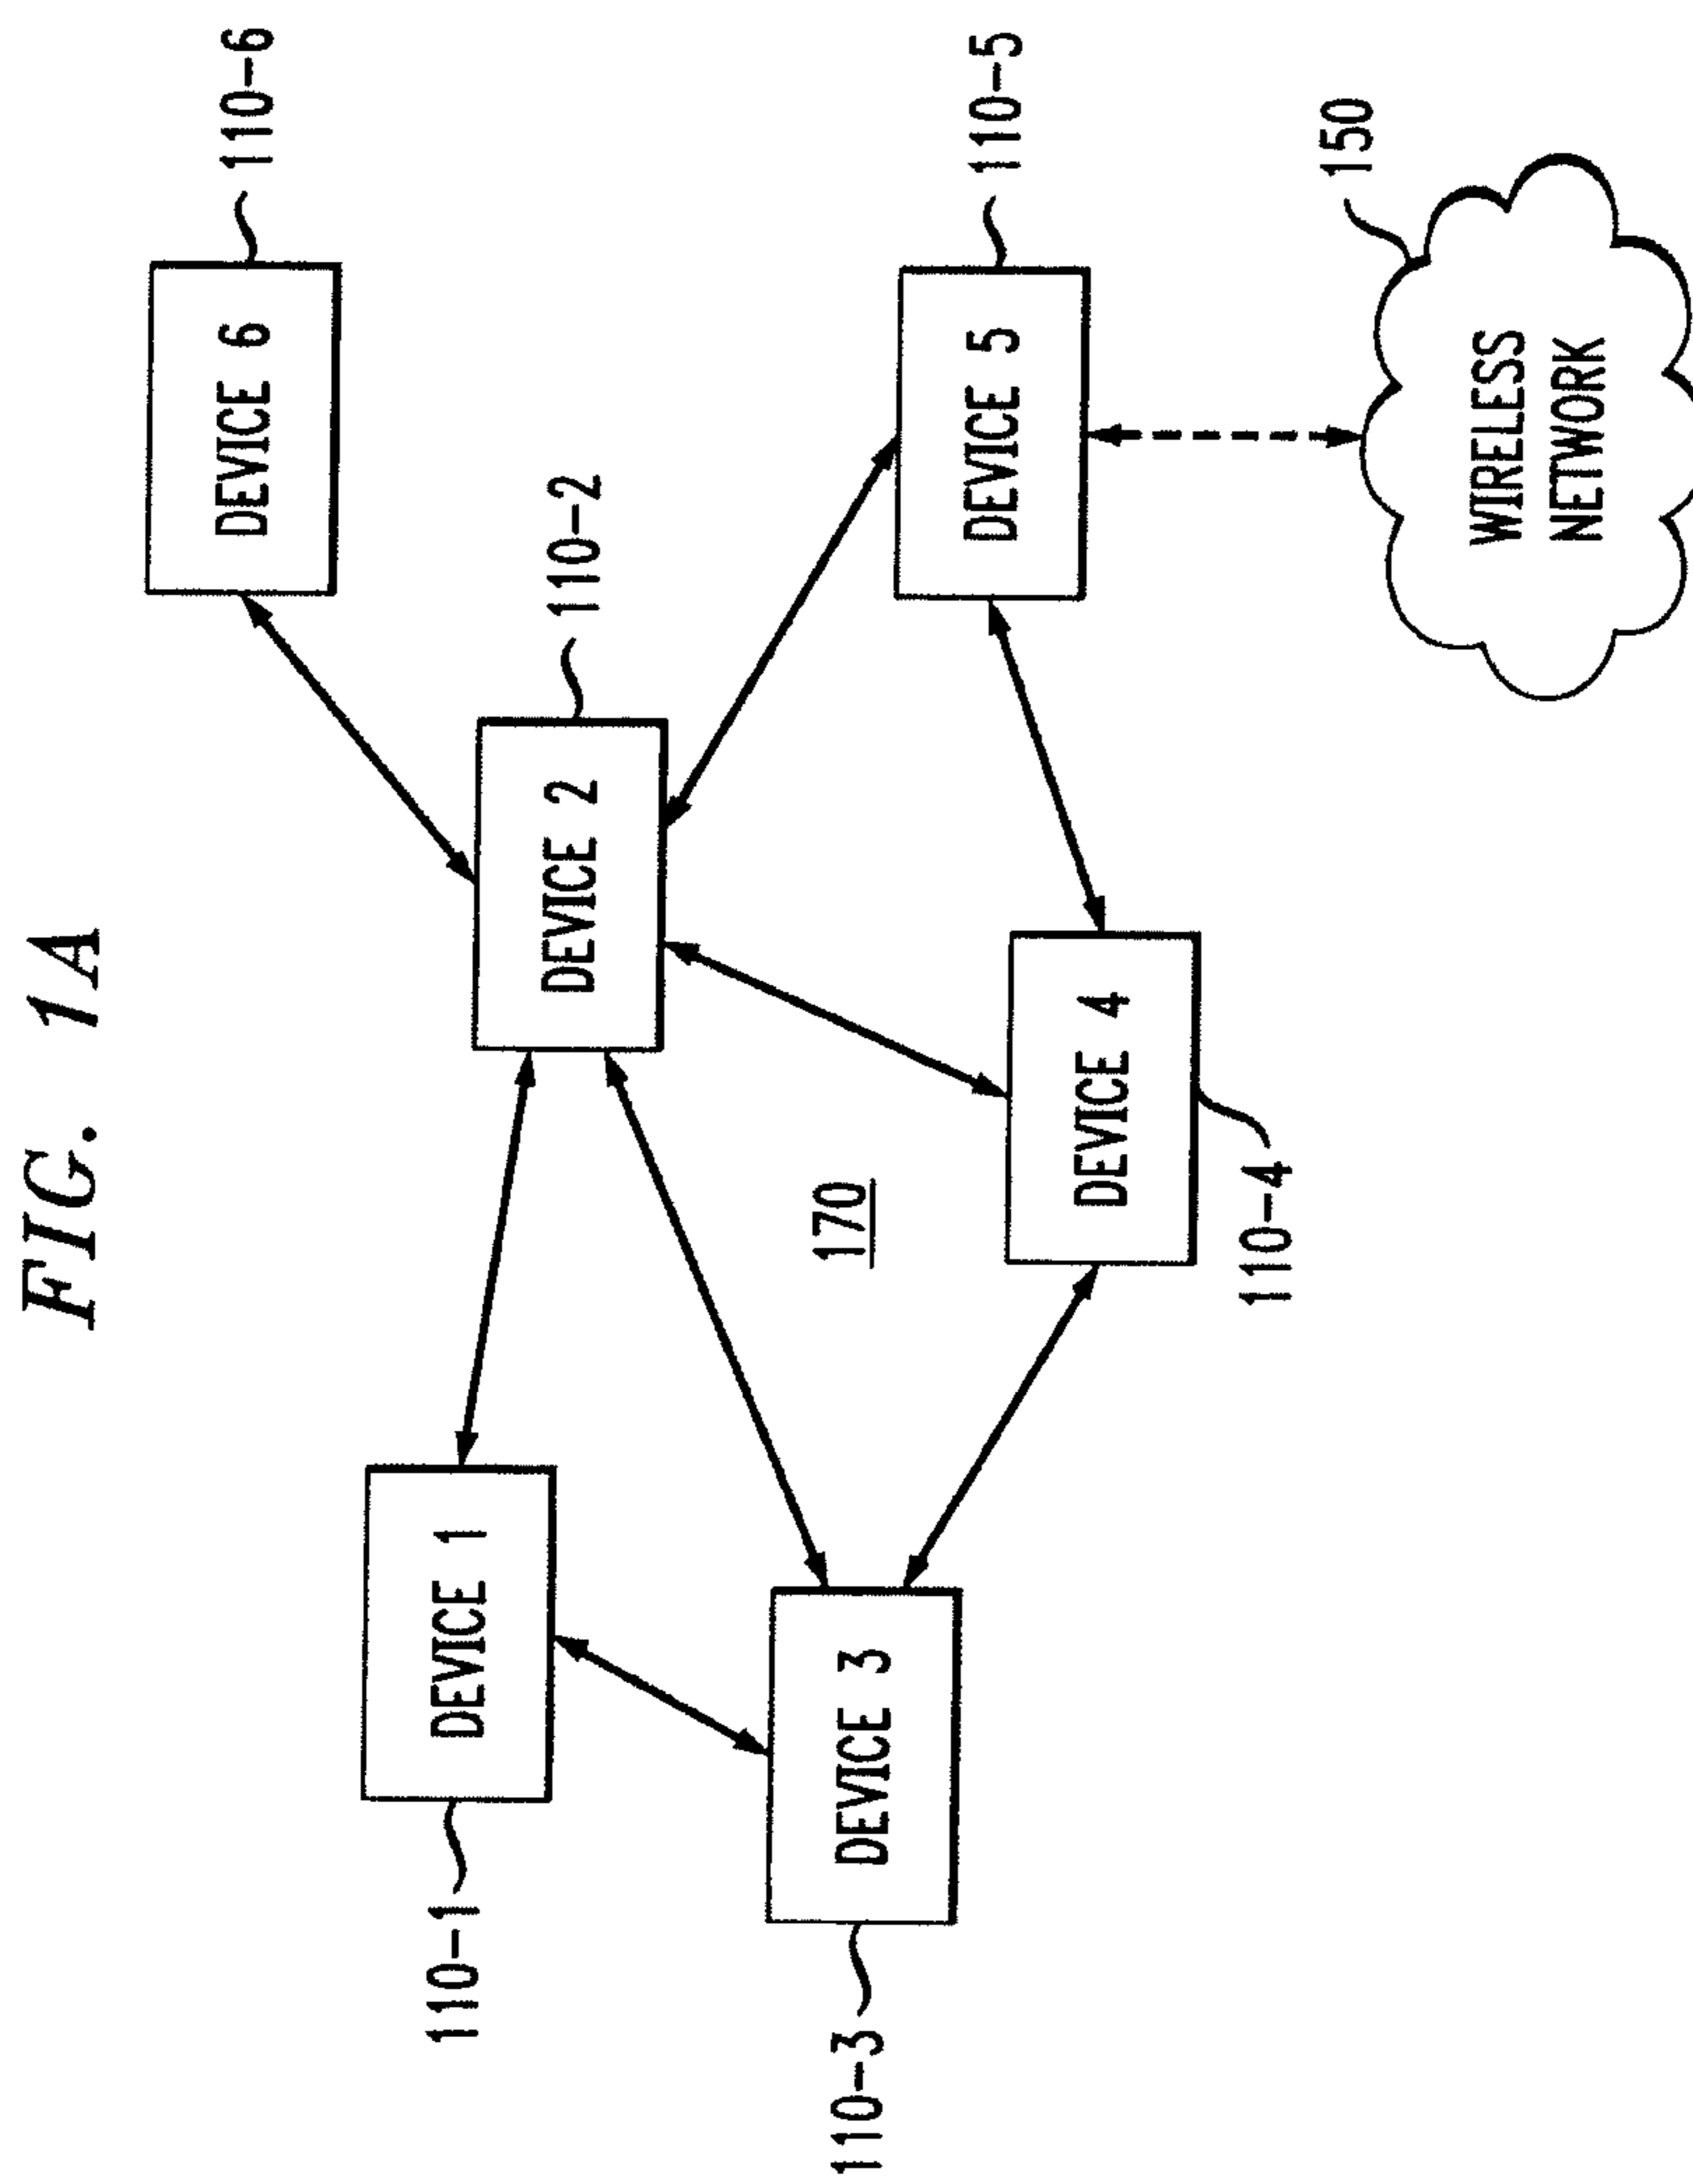 FIG. 1A
110-6
DEVICE 6
110-1
DEVICE 1
110-2
DEVICE 2
110-3
DEVICE 3
170
110-5
DEVICE 5
DEVICE 4
110-4
150
WIRELESS
NETWORK